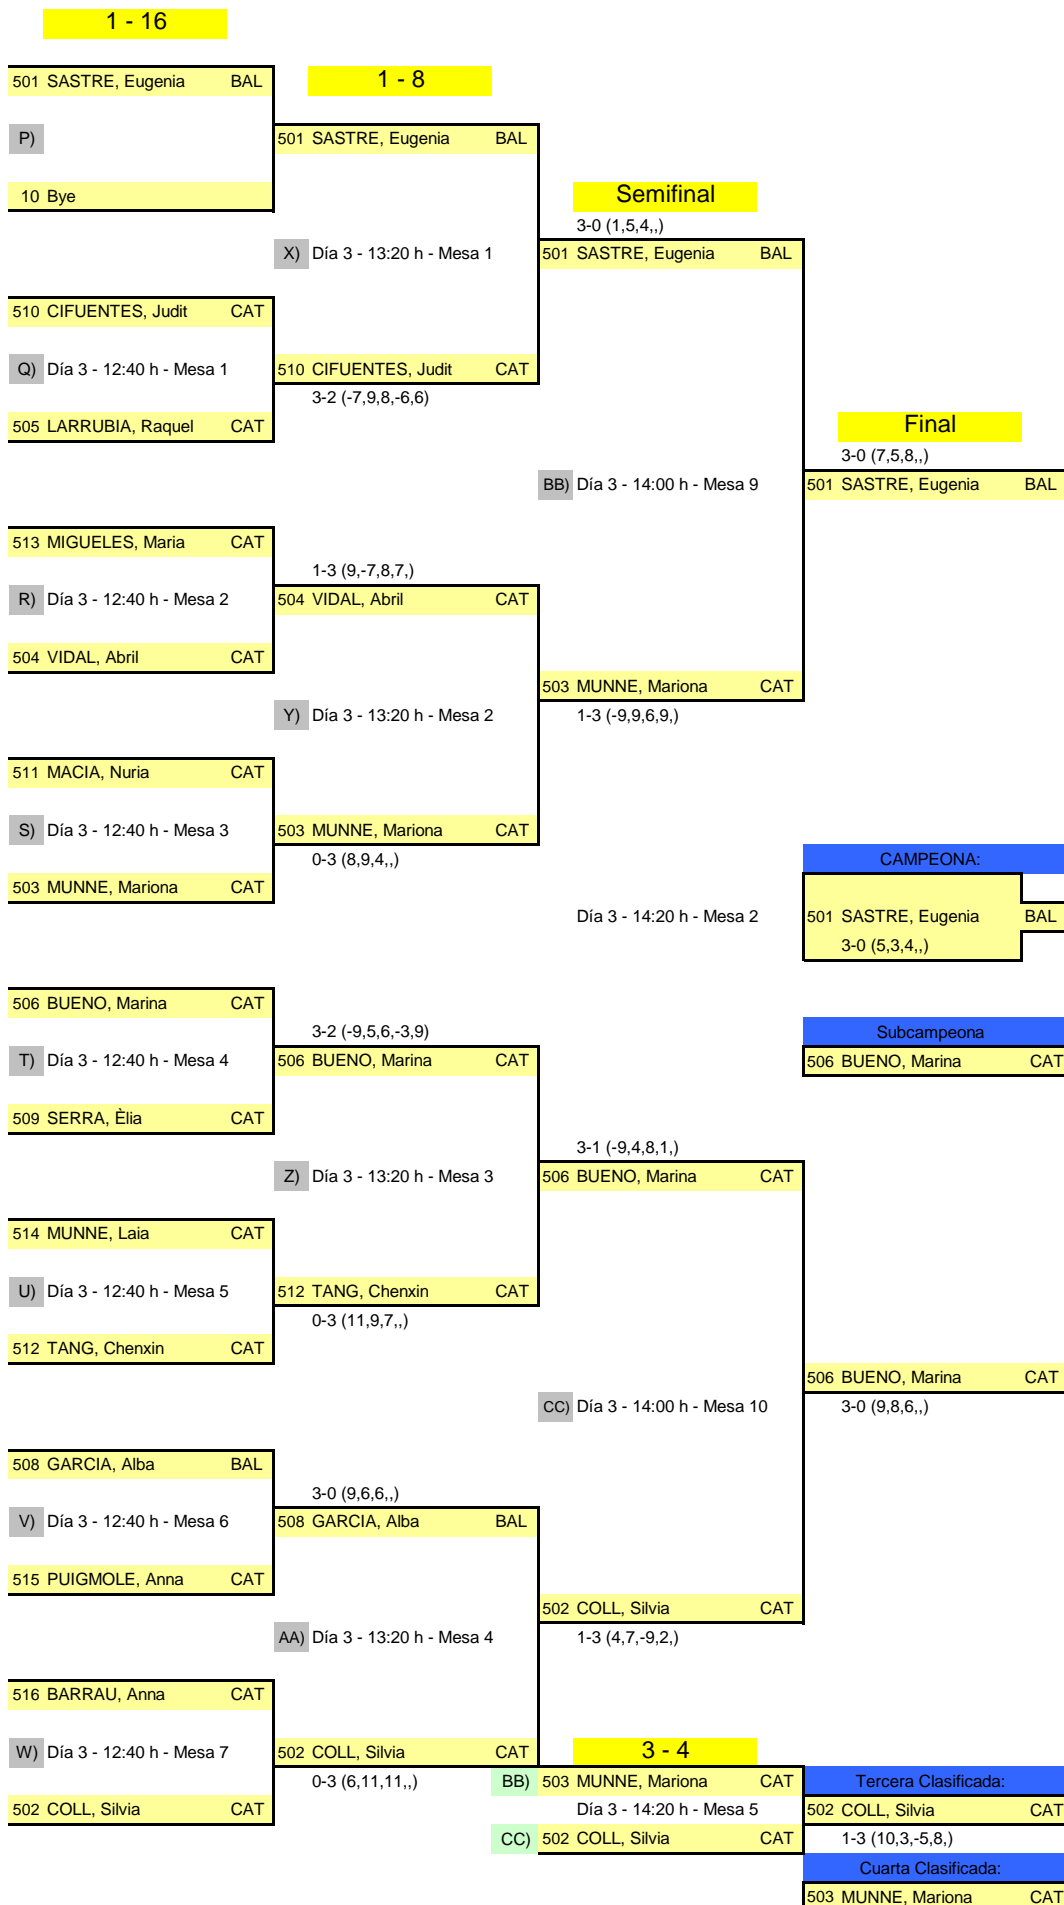 1 - 16
501 SASTRE, Eugenia BAL
1 - 8
P)
501 SASTRE, Eugenia BAL
10 Bye
Semifinal
3-0 (1,5,4,,)
X) Día 3 - 13:20 h - Mesa 1
501 SASTRE, Eugenia BAL
510 CIFUENTES, Judit CAT
Q) Día 3 - 12:40 h - Mesa 1
510 CIFUENTES, Judit CAT
3-2 (-7,9,8,-6,6)
505 LARRUBIA, Raquel CAT
Final
3-0 (7,5,8,,)
BB) Día 3 - 14:00 h - Mesa 9
501 SASTRE, Eugenia BAL
513 MIGUELES, Maria CAT
1-3 (9,-7,8,7,)
R) Día 3 - 12:40 h - Mesa 2
504 VIDAL, Abril CAT
504 VIDAL, Abril CAT
503 MUNNE, Mariona CAT
Y) Día 3 - 13:20 h - Mesa 2
1-3 (-9,9,6,9,)
511 MACIA, Nuria CAT
S) Día 3 - 12:40 h - Mesa 3
503 MUNNE, Mariona CAT
0-3 (8,9,4,,)
CAMPEONA:
503 MUNNE, Mariona CAT
Día 3 - 14:20 h - Mesa 2
501 SASTRE, Eugenia BAL
3-0 (5,3,4,,)
506 BUENO, Marina CAT
3-2 (-9,5,6,-3,9)
Subcampeona
T) Día 3 - 12:40 h - Mesa 4
506 BUENO, Marina CAT
506 BUENO, Marina CAT
509 SERRA, Èlia CAT
3-1 (-9,4,8,1,)
Z) Día 3 - 13:20 h - Mesa 3
506 BUENO, Marina CAT
514 MUNNE, Laia CAT
U) Día 3 - 12:40 h - Mesa 5
512 TANG, Chenxin CAT
0-3 (11,9,7,,)
512 TANG, Chenxin CAT
506 BUENO, Marina CAT
CC) Día 3 - 14:00 h - Mesa 10
3-0 (9,8,6,,)
508 GARCIA, Alba BAL
3-0 (9,6,6,,)
V) Día 3 - 12:40 h - Mesa 6
508 GARCIA, Alba BAL
515 PUIGMOLE, Anna CAT
502 COLL, Silvia CAT
AA) Día 3 - 13:20 h - Mesa 4
1-3 (4,7,-9,2,)
516 BARRAU, Anna CAT
W) Día 3 - 12:40 h - Mesa 7
502 COLL, Silvia CAT
3 - 4
0-3 (6,11,11,,)
BB) 503 MUNNE, Mariona CAT
Tercera Clasificada:
502 COLL, Silvia CAT
Día 3 - 14:20 h - Mesa 5
502 COLL, Silvia CAT
CC) 502 COLL, Silvia CAT
1-3 (10,3,-5,8,)
Cuarta Clasificada:
503 MUNNE, Mariona CAT